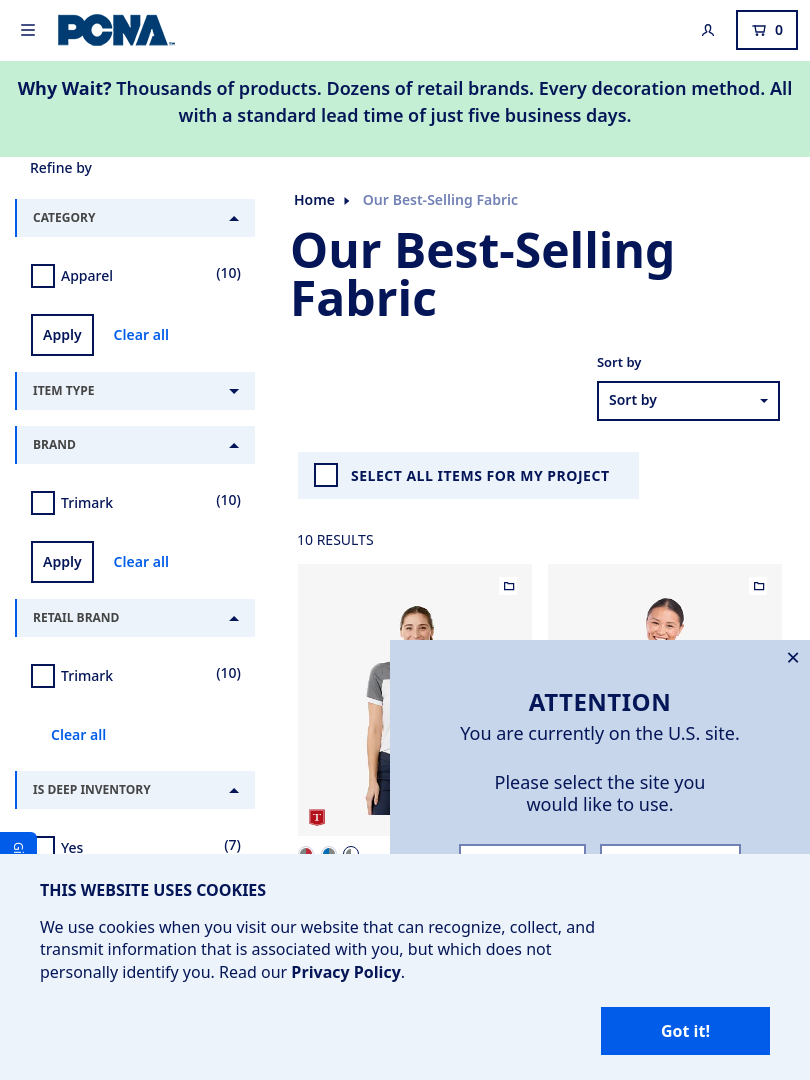 PCNA
0
Why Wait? Thousands of products. Dozens of retail brands. Every decoration method. All
with a standard lead time of just five business days.
Refine by
CATEGORY
Apparel (10)
Apply Clear all
ITEM TYPE
BRAND
Trimark (10)
Apply Clear all
RETAIL BRAND
Trimark (10)
Clear all
IS DEEP INVENTORY
Yes (7)
Home Our Best-Selling Fabric
Our Best-Selling
Fabric
Sort by
Sort by
SELECT ALL ITEMS FOR MY PROJECT
10 RESULTS
T
ATTENTION
You are currently on the U.S. site.
Please select the site you
would like to use.
THIS WEBSITE USES COOKIES
We use cookies when you visit our website that can recognize, collect, and
transmit information that is associated with you, but which does not
personally identify you. Read our Privacy Policy.
Got it!